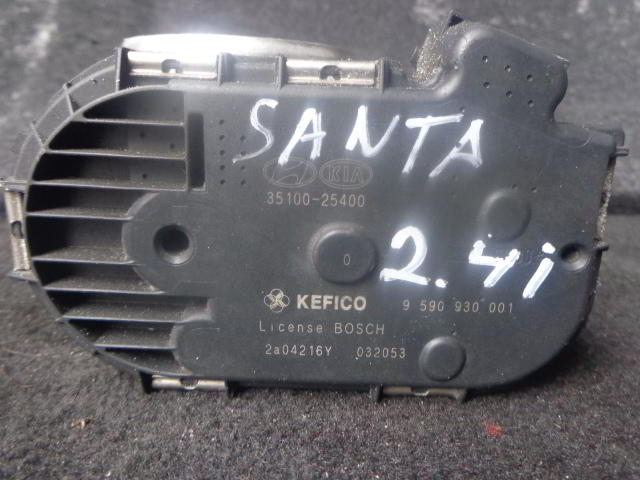 SANTA
KIA
35100-25400
0
2.4i
KEFICO 9 590 930 001
License BOSCH
2a04216Y 032053